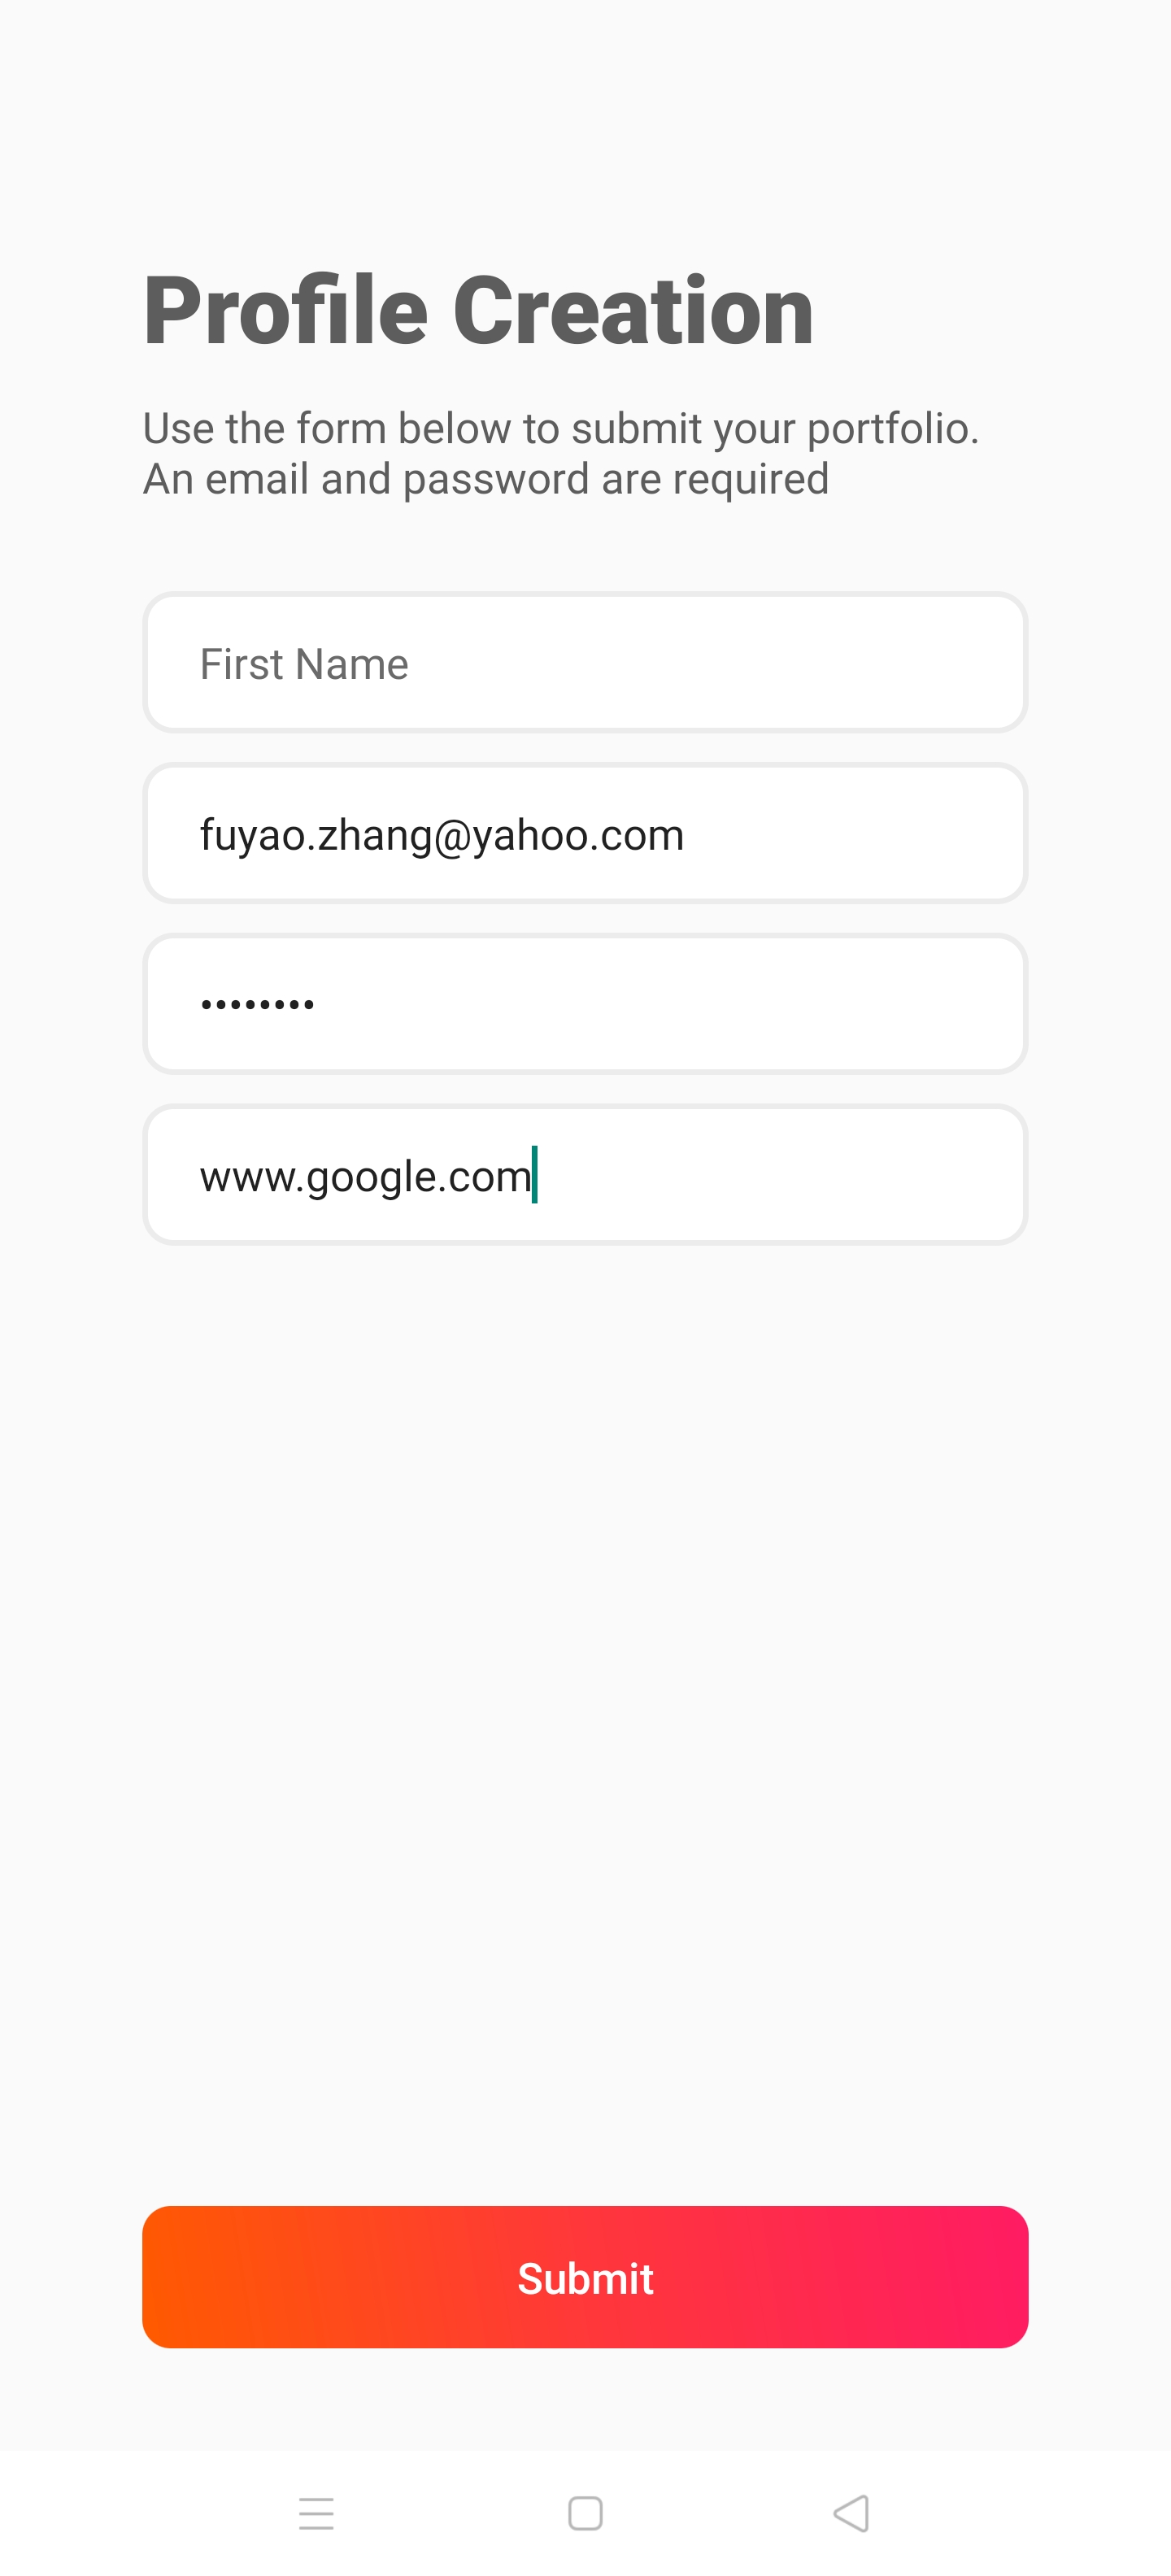 Profile Creation
Use the form below to submit your portfolio.
An email and password are required
First Name
fuyao.zhang@yahoo.com
••••••••
www.google.com
Submit